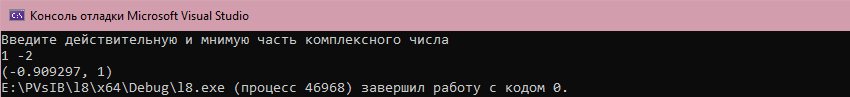 Консоль отладки Microsoft Visual Studio
Введите действительную и мнимую часть комплексного числа
1 -2
(-0.909297, 1)
E:\PVsIB\l8\x64\Debug\l8.exe (процесс 46968) завершил работу с кодом 0.